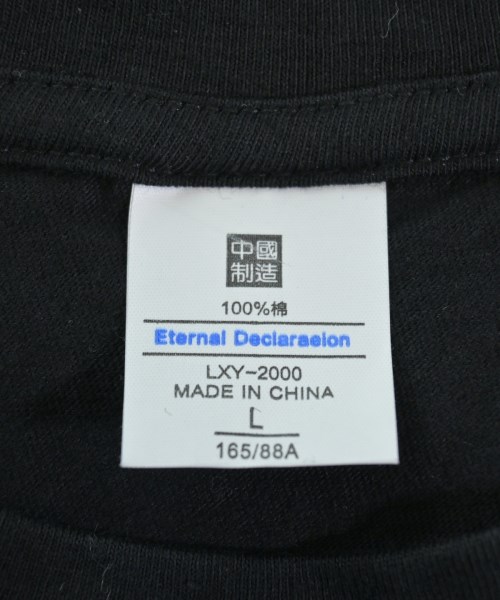 中國
制造
100%棉
Eternal Declaraeion
LXY-2000
MADE IN CHINA
L
165/88A